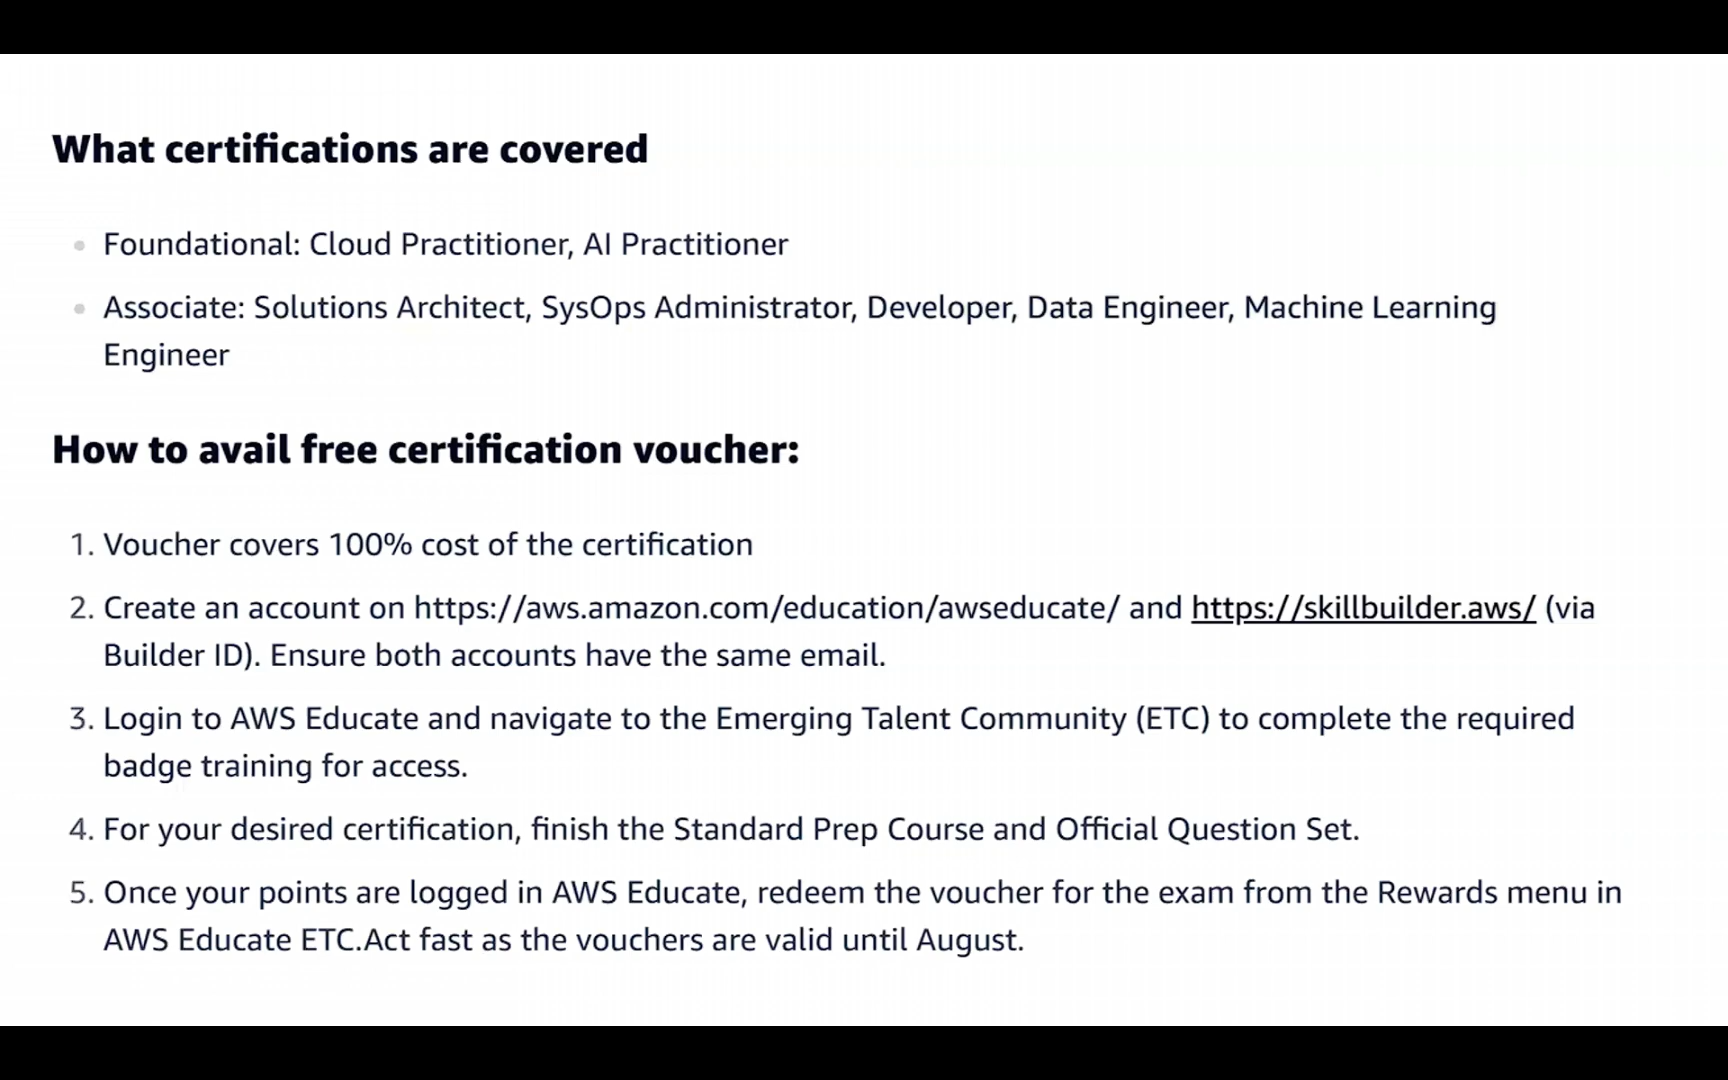 What certifications are covered
• Foundational: Cloud Practitioner, AI Practitioner
• Associate: Solutions Architect, SysOps Administrator, Developer, Data Engineer, Machine Learning
Engineer
How to avail free certification voucher:
1. Voucher covers 100% cost of the certification
2. Create an account on https://aws.amazon.com/education/awseducate/ and https://skillbuilder.aws/ (via
Builder ID). Ensure both accounts have the same email.
3. Login to AWS Educate and navigate to the Emerging Talent Community (ETC) to complete the required
badge training for access.
4. For your desired certification, finish the Standard Prep Course and Official Question Set.
5. Once your points are logged in AWS Educate, redeem the voucher for the exam from the Rewards menu in
AWS Educate ETC.Act fast as the vouchers are valid until August.